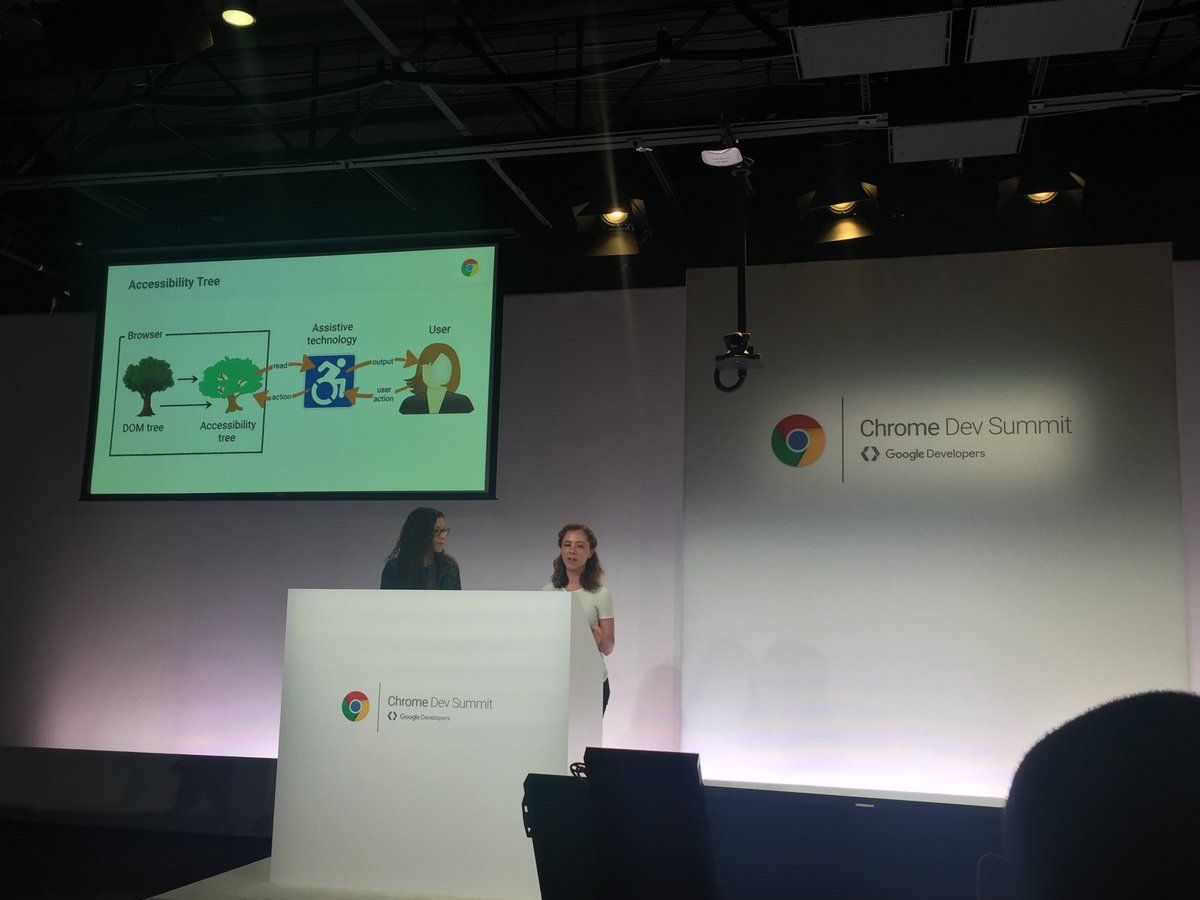 Accessibility Tree
Browser
Assistive
technology
User
read
output
action
user
action
DOM tree
Accessibility
tree
Chrome Dev Summit
Google Developers
Chrome Dev Summit
Google Developers